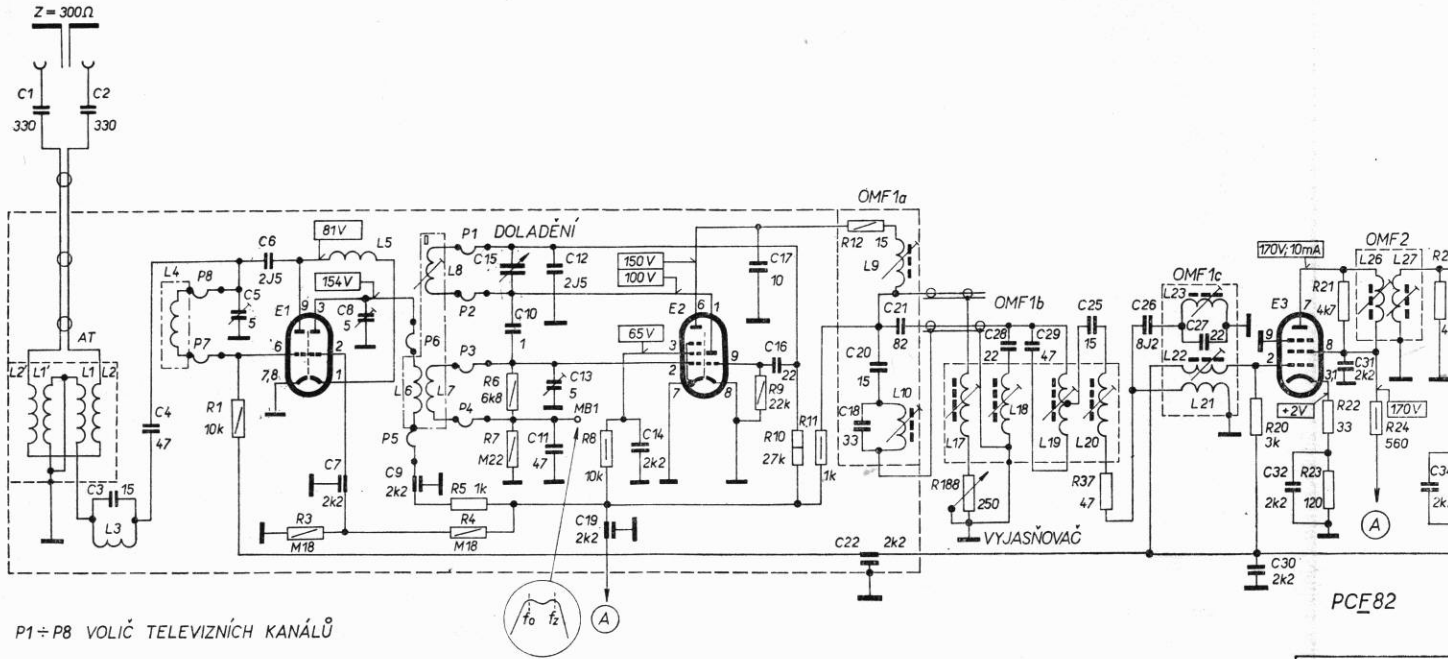 Z = 300Ω
C1
330
C2
330
AT
L2'
L1'
L1
L2
C3
15
L3
C4
47
L4
P8
P7
C5
5
C6
2J5
R1
10k
81V
154V
L5
E1
9
3
6
2
7,8
1
C8
5
C7
2k2
R3
M18
R4
M18
R5 1k
C9
2k2
P5
P6
L6
L7
L8
P1
P2
P3
P4
DOLADĚNÍ
C15
C12
2J5
C10
1
R6
6k8
R7
M22
C13
5
MB1
C11
47
R8
10k
C14
2k2
C19
2k2
A
f0
f2
150V
100V
65V
E2
6
1
3
2
9
7
8
C17
10
C16
22
R9
22k
R10
27k
R11
1k
C22
2k2
OMF1a
R12
15
L9
C21
82
C20
15
C18
33
L10
OMF1b
C28
22
C29
47
C25
15
L17
L18
L19
L20
R188
250
VYJASŇOVAČ
R37
47
C26
8J2
OMF1c
L23
C27
22
L22
L21
170V;10mA
E3
7
9
8
2
3,1
+2V
R20
3k
C30
2k2
R21
4k7
C31
2k2
R22
33
R23
120
C32
2k2
OMF2
L26
L27
170V
R24
560
A
R2
4
C34
2k
PCF82
P1÷P8 VOLIČ TELEVIZNÍCH KANÁLŮ